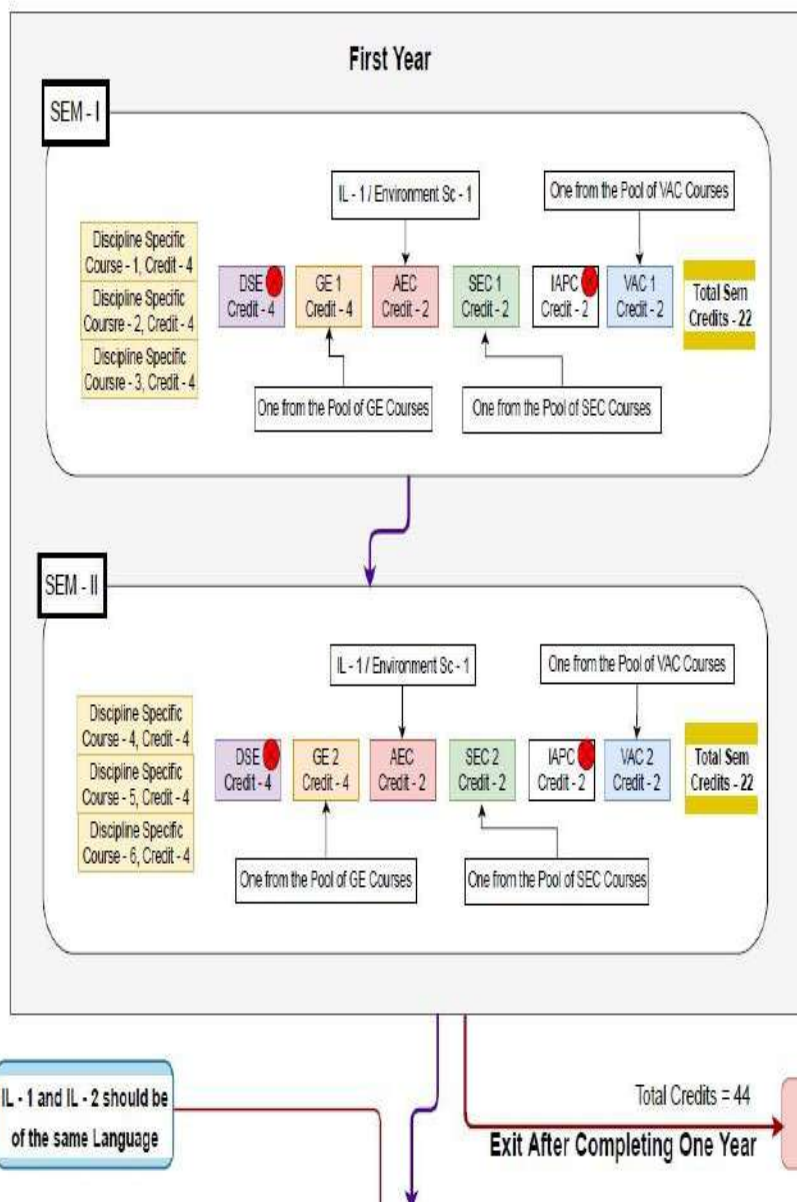 First Year
SEM - I
IL - 1 / Environment Sc - 1
One from the Pool of VAC Courses
Discipline Specific
Course - 1, Credit - 4
Discipline Specific
Coursre - 2, Credit - 4
Discipline Specific
Coursre - 3, Credit - 4
DSE
Credit - 4
GE 1
Credit - 4
AEC
Credit - 2
SEC 1
Credit - 2
IAPC
Credit - 2
VAC 1
Credit - 2
Total Sem
Credits - 22
One from the Pool of GE Courses
One from the Pool of SEC Courses
SEM - II
IL - 1 / Environment Sc - 1
One from the Pool of VAC Courses
Discipline Specific
Course - 4, Credit - 4
Discipline Specific
Course - 5, Credit - 4
Discipline Specific
Course - 6, Credit - 4
DSE
Credit - 4
GE 2
Credit - 4
AEC
Credit - 2
SEC 2
Credit - 2
IAPC
Credit - 2
VAC 2
Credit - 2
Total Sem
Credits - 22
One from the Pool of GE Courses
One from the Pool of SEC Courses
IL - 1 and IL - 2 should be
of the same Language
Total Credits = 44
Exit After Completing One Year